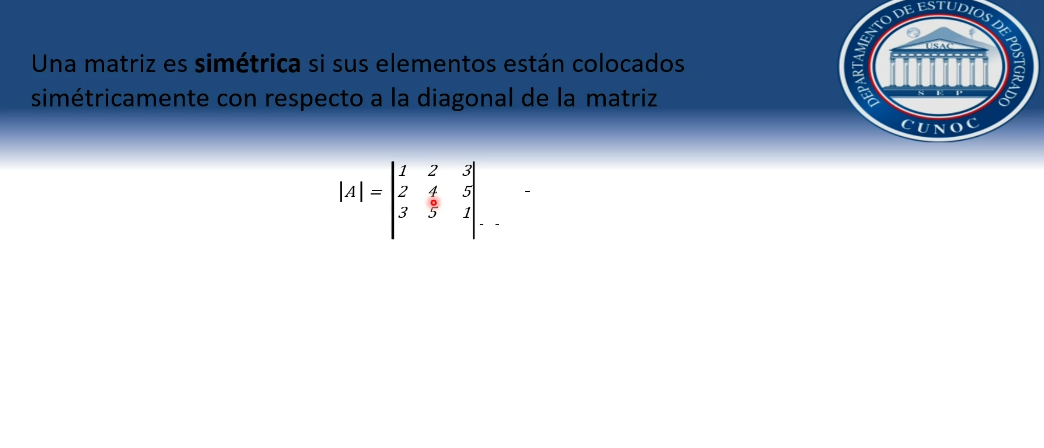 DEPARTAMENTO DE ESTUDIOS DE POSTGRADO
USAC
S E P
CUNOC
Una matriz es simétrica si sus elementos están colocados
simétricamente con respecto a la diagonal de la matriz
1 2 3
|A| = 2 4 5
3 5 1